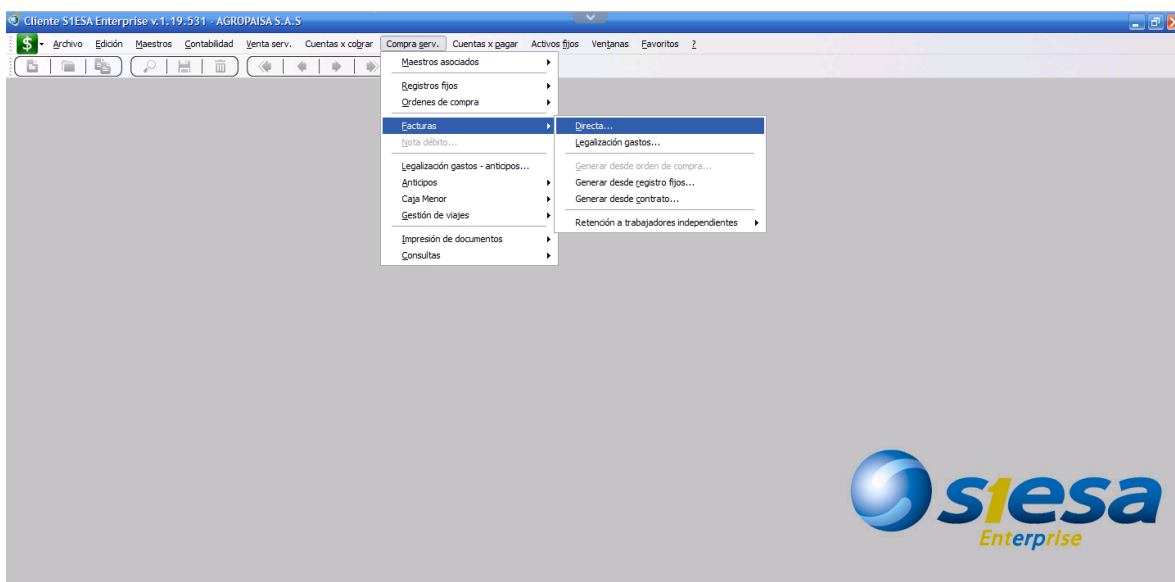 Cliente S1ESA Enterprise v.1.19.531 - AGROPAISA S.A.S
$ Archivo Edición Maestros Contabilidad Venta serv. Cuentas x cobrar Compra serv. Cuentas x pagar Activos fijos Ventanas Favoritos ?
Maestros asociados
Registros fijos
Ordenes de compra
Facturas
Nota débito...
Legalización gastos - anticipos...
Anticipos
Caja Menor
Gestión de viajes
Impresión de documentos
Consultas
Directa...
Legalización gastos...
Generar desde orden de compra...
Generar desde registro fijos...
Generar desde contrato...
Retención a trabajadores independientes
s1esa
Enterprise